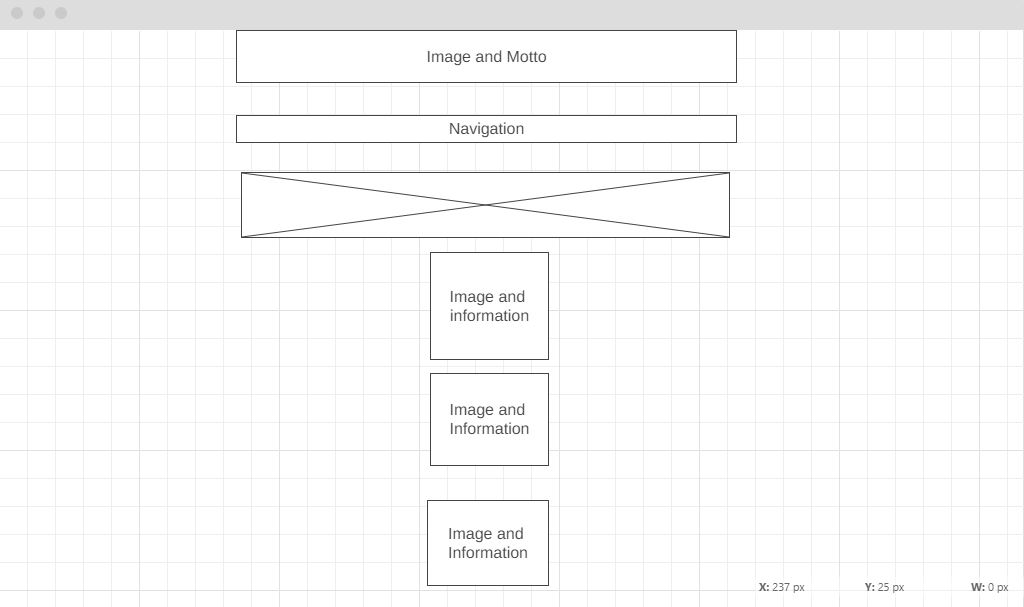 Image and Motto
Navigation
Image and
information
Image and
Information
Image and
Information
X: 237 px Y: 25 px W: 0 px